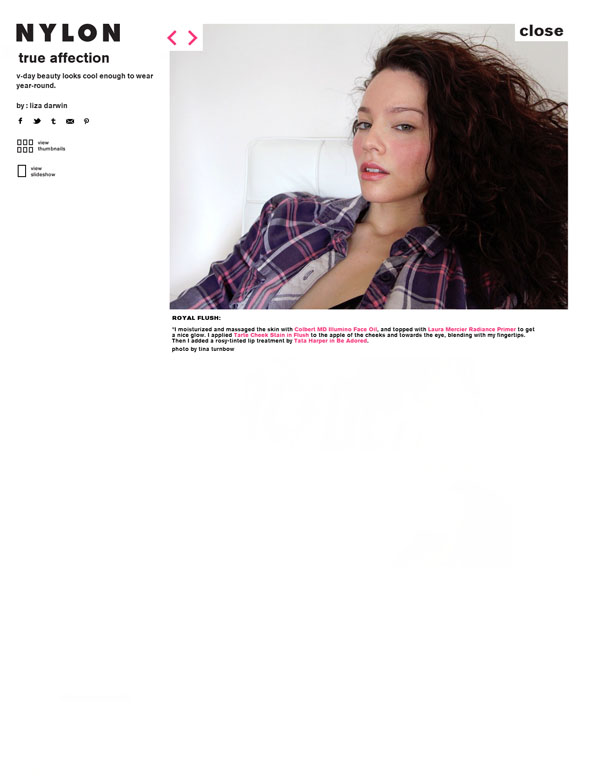 NYLON
close
true affection
v-day beauty looks cool enough to wear
year-round.
by : liza darwin
view
thumbnails
view
slideshow
ROYAL FLUSH:
"I moisturized and massaged the skin with Colbert MD Illumino Face Oil, and topped with Laura Mercier Radiance Primer to get
a nice glow. I applied Tarte Cheek Stain in Flush to the apple of the cheeks and towards the eye, blending with my fingertips.
Then I added a rosy-tinted lip treatment by Tata Harper in Be Adored.
photo by lina turnbow